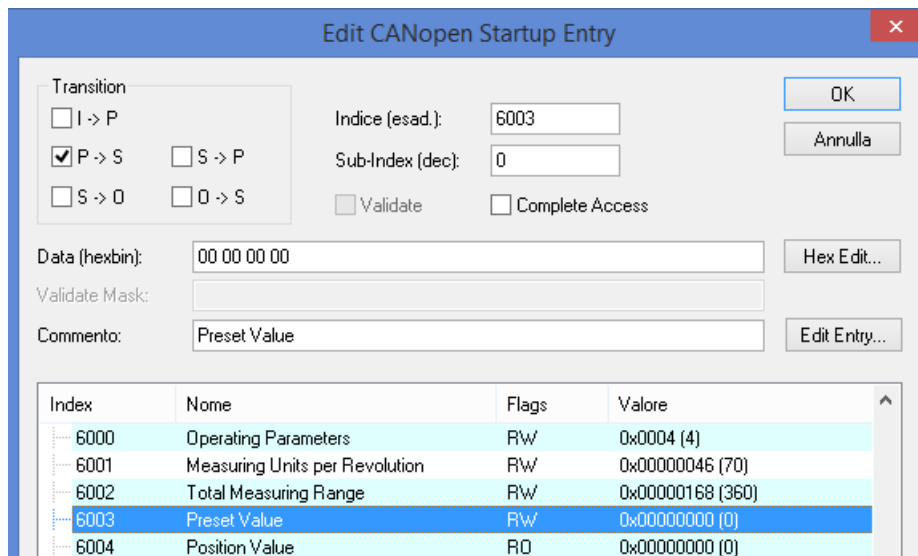 Edit CANopen Startup Entry
Transition
I -> P
P -> S
S -> P
S -> O
O -> S
Indice (esad.):
6003
Sub-Index (dec):
0
Validate
Complete Access
OK
Annulla
Data (hexbin):
00 00 00 00
Hex Edit...
Validate Mask:
Commento:
Preset Value
Edit Entry...
Index Nome Flags Valore
6000 Operating Parameters RW 0x0004 (4)
6001 Measuring Units per Revolution RW 0x00000046 (70)
6002 Total Measuring Range RW 0x00000168 (360)
6003 Preset Value RW 0x00000000 (0)
6004 Position Value RO 0x00000000 (0)